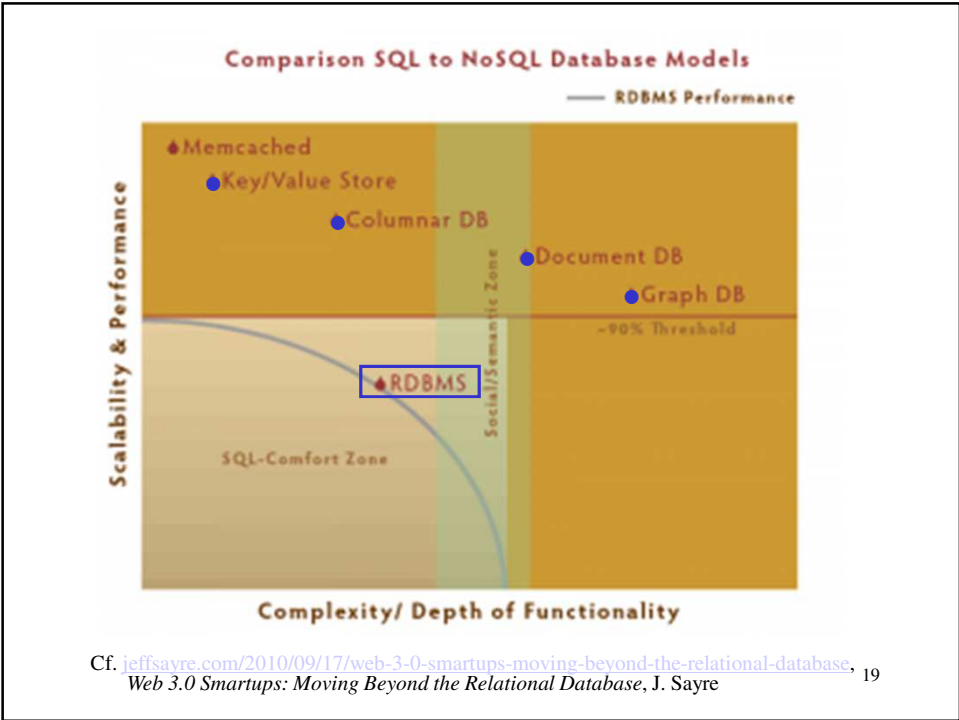 Comparison SQL to NoSQL Database Models
RDBMS Performance
Memcached
Key/Value Store
Columnar DB
Document DB
Graph DB
~90% Threshold
Social/Semantic Zone
RDBMS
SQL-Comfort Zone
Scalability & Performance
Complexity/ Depth of Functionality
Cf. jeffsayre.com/2010/09/17/web-3-0-smartups-moving-beyond-the-relational-database,
Web 3.0 Smartups: Moving Beyond the Relational Database, J. Sayre
19